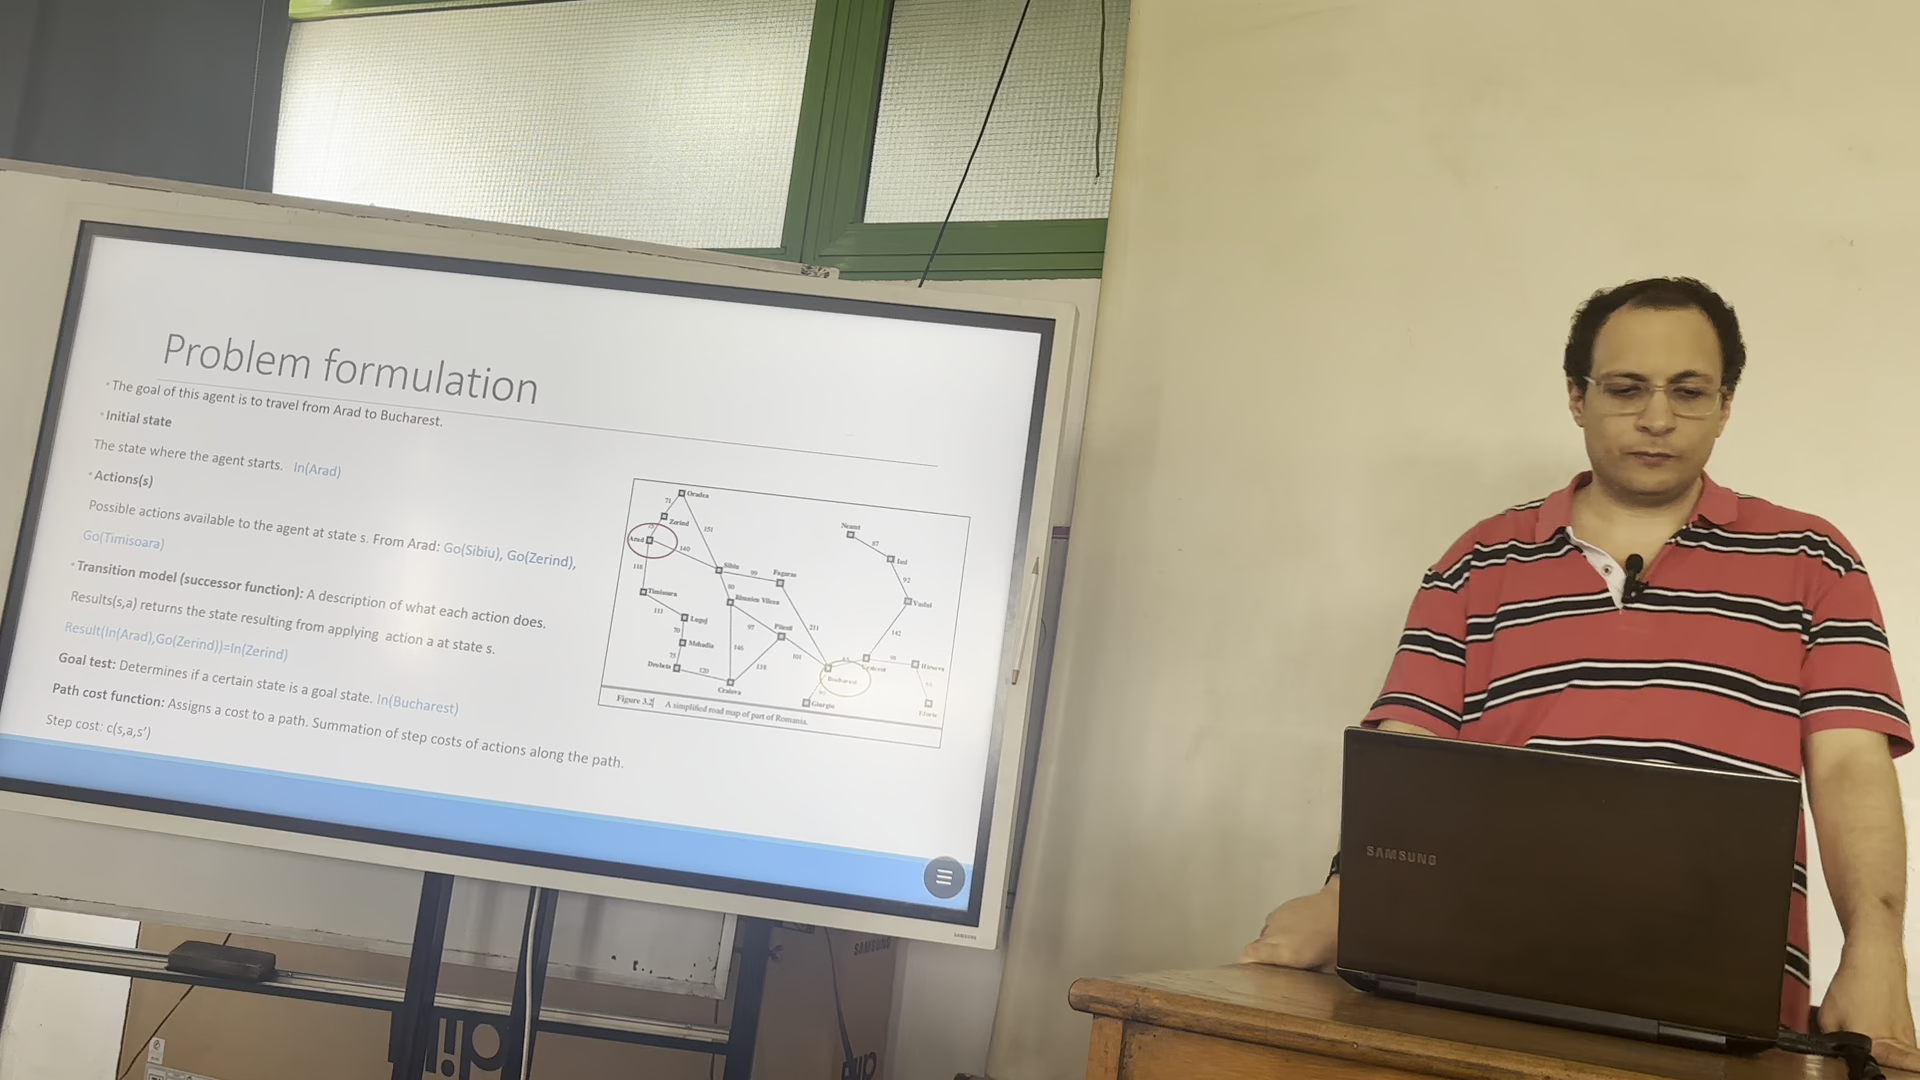 Problem formulation
The goal of this agent is to travel from Arad to Bucharest.
Initial state
The state where the agent starts. In(Arad)
Actions(s)
Possible actions available to the agent at state s. From Arad: Go(Sibiu), Go(Zerind),
Go(Timisoara)
Transition model (successor function): A description of what each action does.
Results(s,a) returns the state resulting from applying action a at state s.
Result(In(Arad),Go(Zerind))=In(Zerind)
Goal test: Determines if a certain state is a goal state. In(Bucharest)
Path cost function: Assigns a cost to a path. Summation of step costs of actions along the path.
Step cost: c(s,a,s')
Oradea
71
Zerind
151
Arad
140
118
Sibiu
99
Fagaras
80
Timisoara
Rimnicu Vilcea
111
Lugoj
70
97
Pitesti
211
Mehadia
146
101
75
138
Drobeta
120
Craiova
Neamt
87
Iasi
92
Vaslui
142
98
Hirsova
Urziceni
Bucharest
Giurgiu
Eforie
Figure 3.2 A simplified road map of part of Romania.
SAMSUNG
SAMSUNG
SAMSUNG